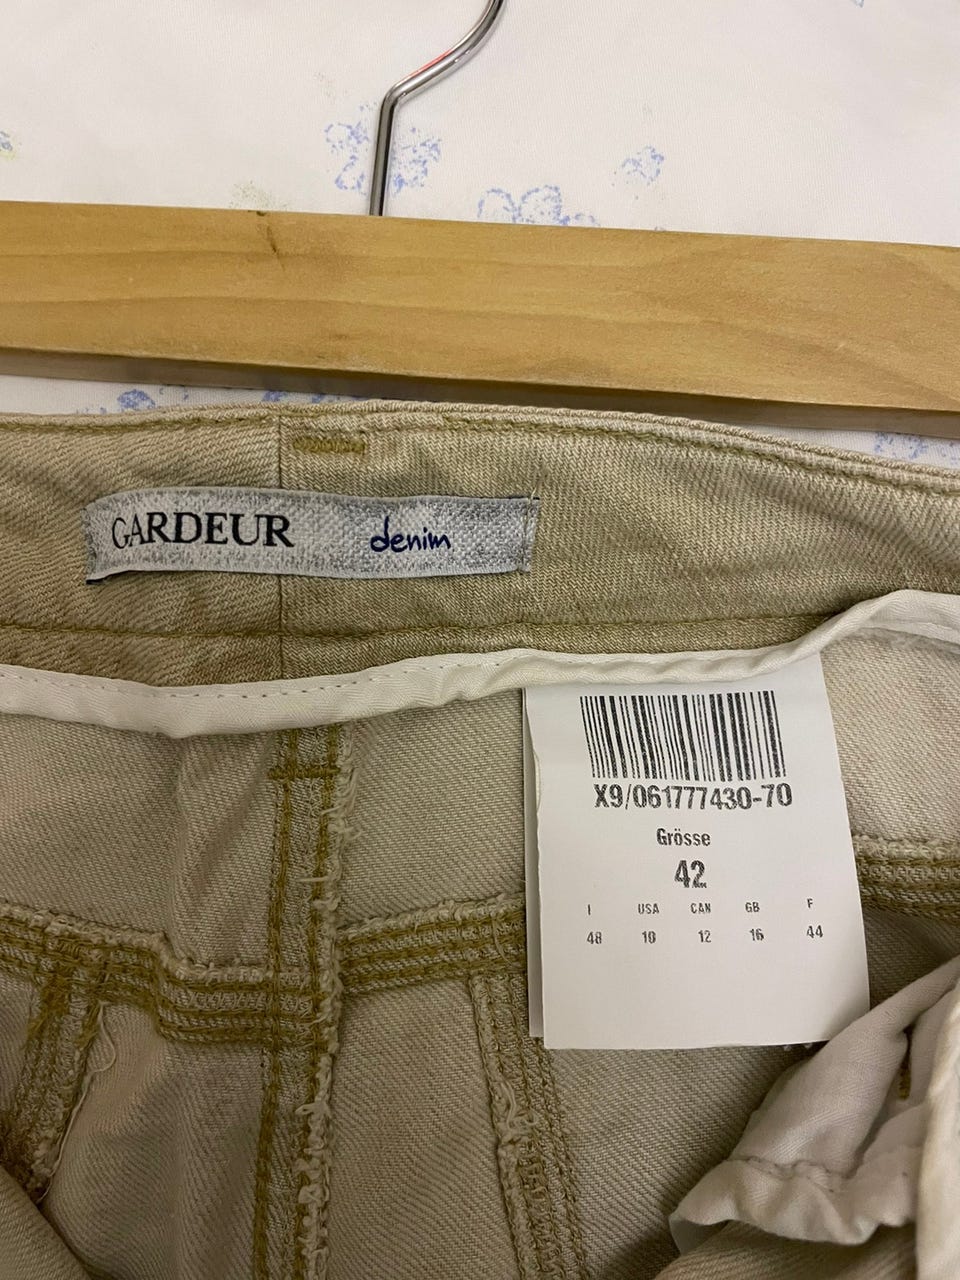 GARDEUR denim
X9/061777430-70
Grösse
42
I USA CAN GB F
48 10 12 16 44